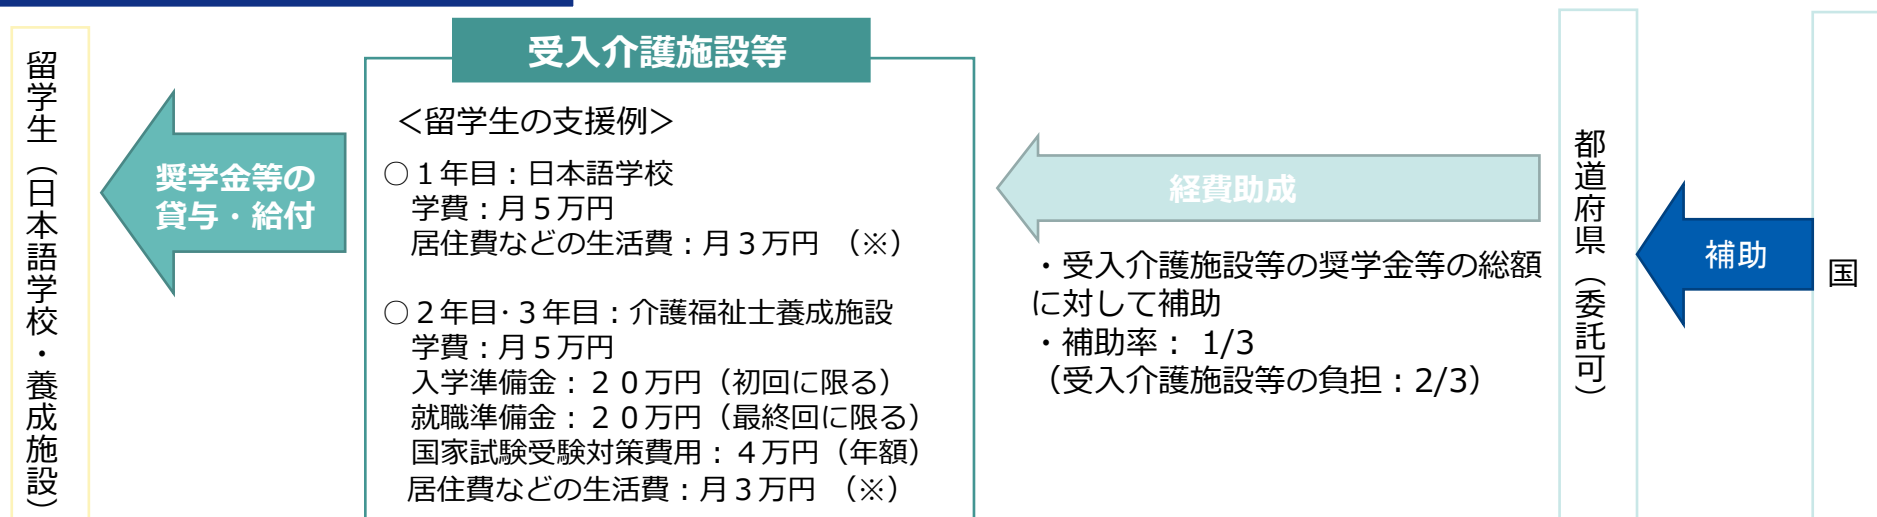 留学生（日本語学校・養成施設）
奨学金等の
貸与・給付
受入介護施設等
＜留学生の支援例＞
○１年目：日本語学校
学費：月５万円
居住費などの生活費：月３万円 （※）
○２年目･３年目：介護福祉士養成施設
学費：月５万円
入学準備金：２０万円（初回に限る）
就職準備金：２０万円（最終回に限る）
国家試験受験対策費用：４万円（年額）
居住費などの生活費：月３万円 （※）
経費助成
・受入介護施設等の奨学金等の総額
に対して補助
・補助率： 1/3
（受入介護施設等の負担：2/3）
都道府県（委託可）
補助
国